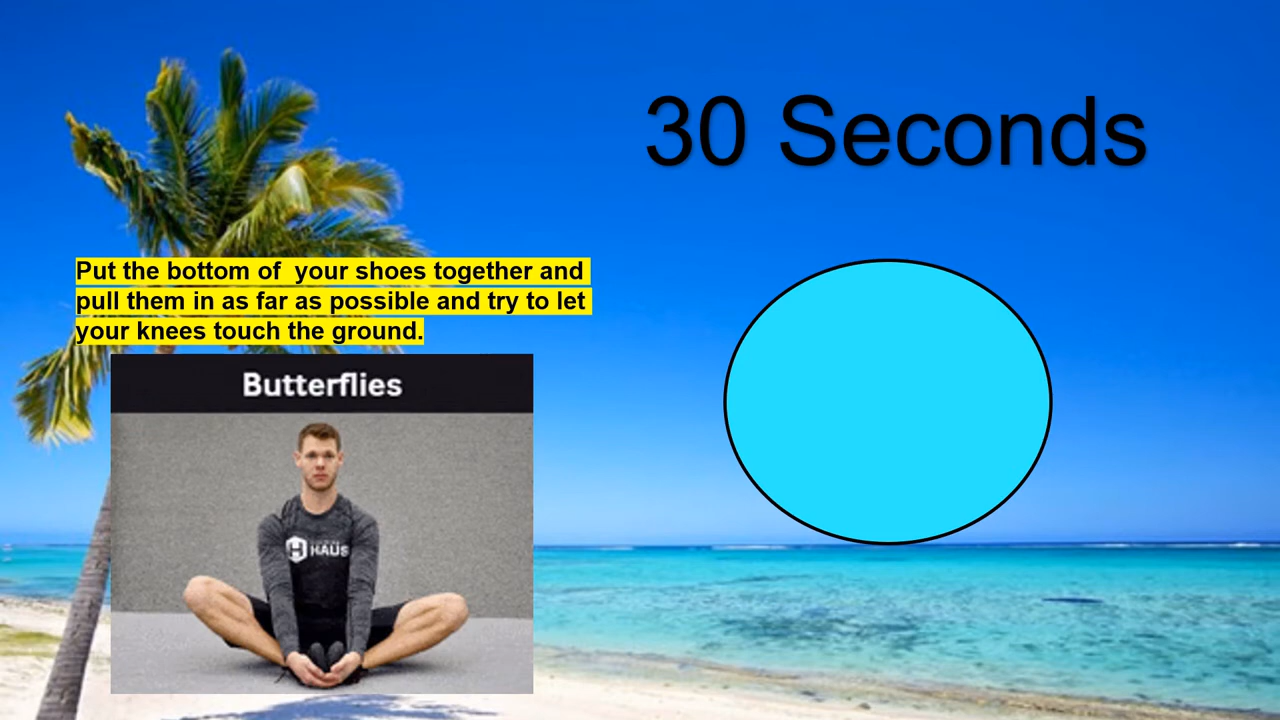 30 Seconds
Put the bottom of  your shoes together and
pull them in as far as possible and try to let
your knees touch the ground.
Butterflies
HAUS